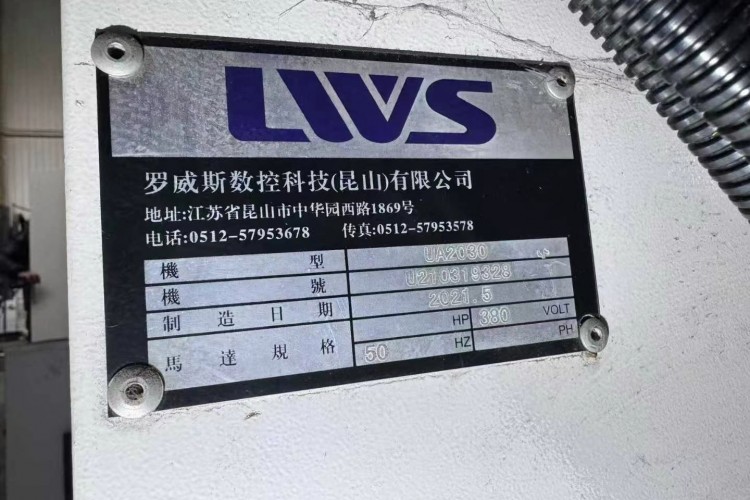 LWS
罗威斯数控科技(昆山)有限公司
地址:江苏省昆山市中华园西路1869号
电话:0512-57953678 传真:0512-57953578
機 型 UA2030
機 號 U210319328
制 造 日 期 2021.5
馬 達 規 格 HP 380 VOLT
50 HZ PH